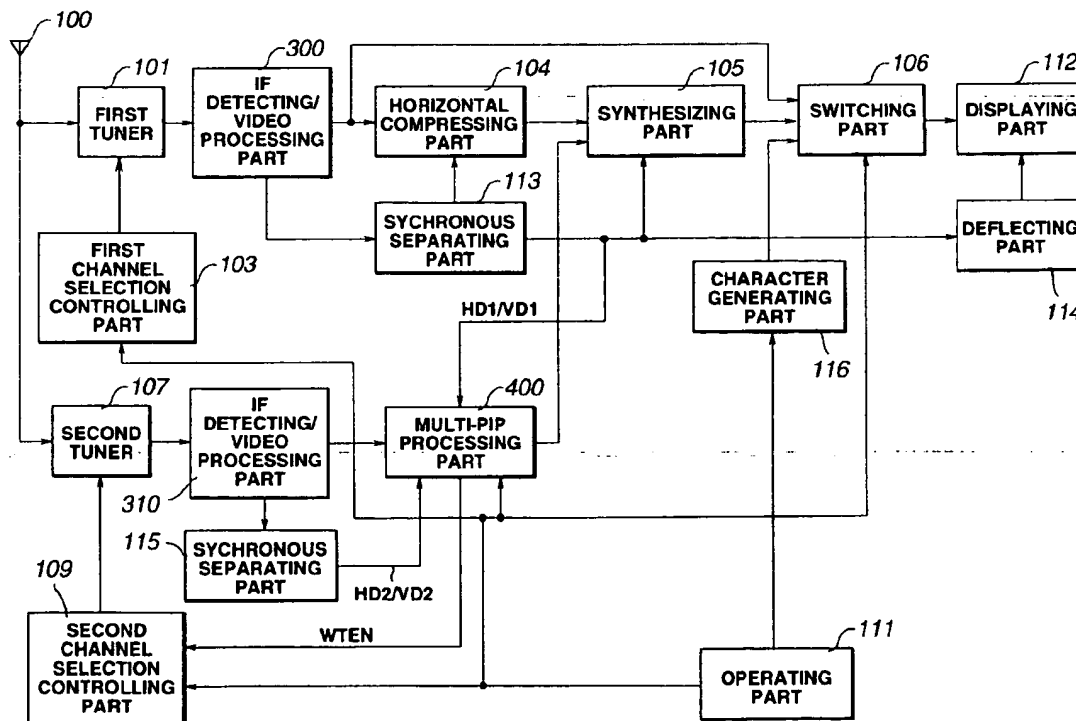 100
101
FIRST
TUNER
300
IF
DETECTING/
VIDEO
PROCESSING
PART
104
HORIZONTAL
COMPRESSING
PART
105
SYNTHESIZING
PART
106
SWITCHING
PART
112
DISPLAYING
PART
113
SYCHRONOUS
SEPARATING
PART
DEFLECTING
PART
114
FIRST
CHANNEL
SELECTION
CONTROLLING
PART
103
CHARACTER
GENERATING
PART
116
HD1/VD1
107
SECOND
TUNER
IF
DETECTING/
VIDEO
PROCESSING
PART
310
400
MULTI-PIP
PROCESSING
PART
115
SYCHRONOUS
SEPARATING
PART
HD2/VD2
109
SECOND
CHANNEL
SELECTION
CONTROLLING
PART
WTEN
111
OPERATING
PART